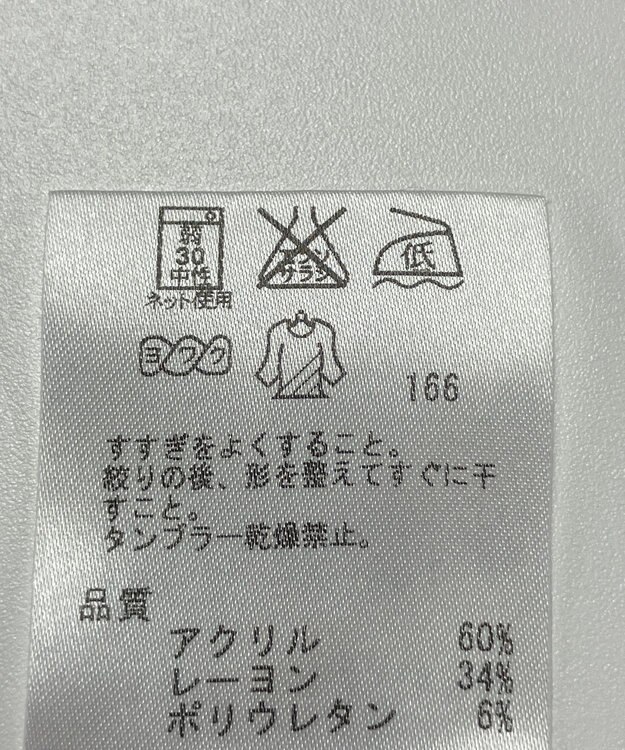 弱
30
中性
ネット使用
エンソ
サラシ
低
ヨワク
166
すすぎをよくすること。
絞りの後、形を整えてすぐに干
すこと。
タンブラー乾燥禁止。
品質
アクリル 60%
レーヨン 34%
ポリウレタン 6%